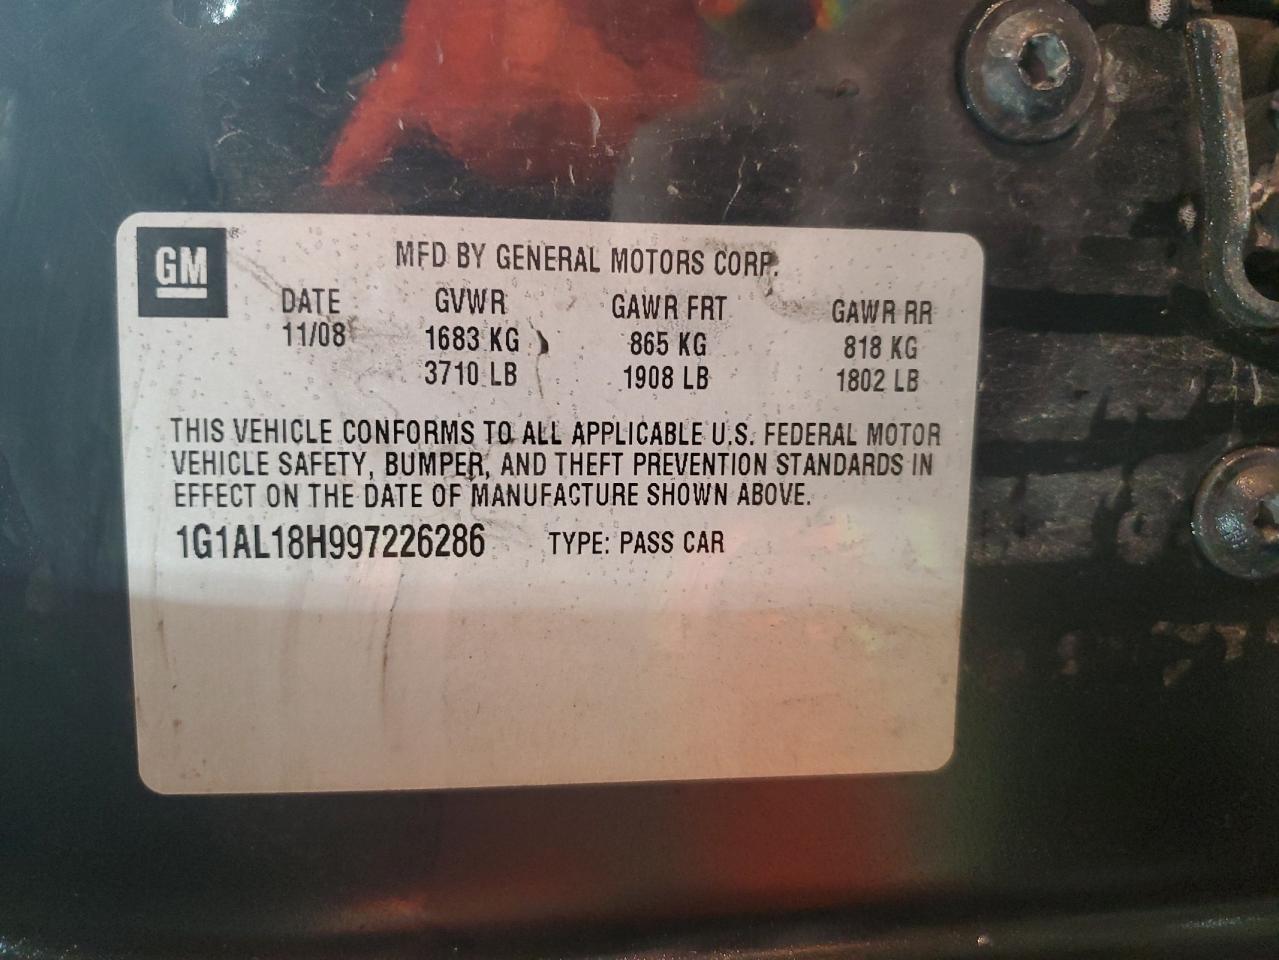 GM
MFD BY GENERAL MOTORS CORP.
DATE GVWR GAWR FRT GAWR RR
11/08 1683 KG 865 KG 818 KG
3710 LB 1908 LB 1802 LB
THIS VEHICLE CONFORMS TO ALL APPLICABLE U.S. FEDERAL MOTOR
VEHICLE SAFETY, BUMPER, AND THEFT PREVENTION STANDARDS IN
EFFECT ON THE DATE OF MANUFACTURE SHOWN ABOVE.
1G1AL18H997226286 TYPE: PASS CAR